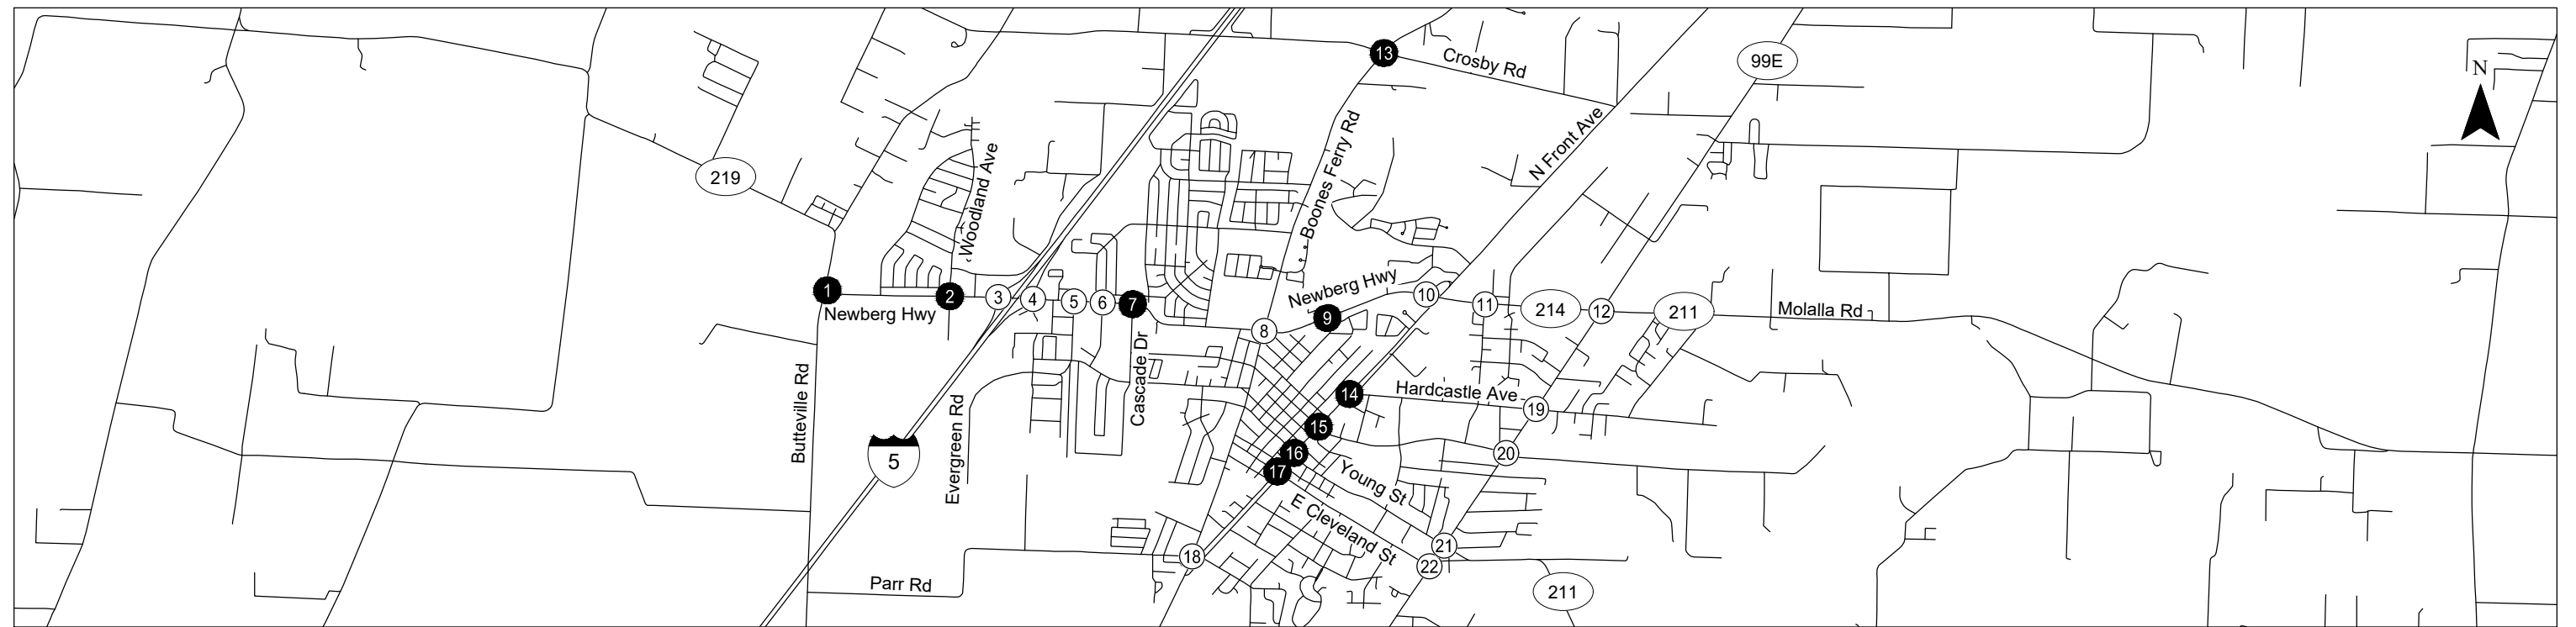 13
Crosby Rd
99E
N
N Front Ave
Boones Ferry Rd
Woodland Ave
219
1
2
3
4
5
6
7
8
Newberg Hwy
9
10
11
214
12
211
Molalla Rd
Newberg Hwy
Butteville Rd
Evergreen Rd
Cascade Dr
5
14
Hardcastle Ave
19
15
16
17
20
Young St
E Cleveland St
18
21
22
Parr Rd
211